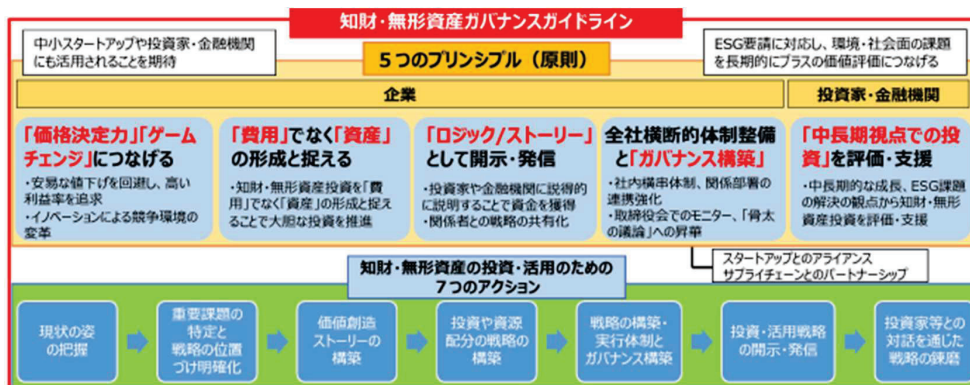 知財・無形資産ガバナンスガイドライン
中小スタートアップや投資家・金融機関
にも活用されることを期待
5つのプリンシプル（原則）
ESG要請に対応し、環境・社会面の課題
を長期的にプラスの価値評価につなげる
企業
投資家・金融機関
「価格決定力」「ゲーム
チェンジ」につなげる
・安易な値下げを回避し、高い
利益率を追求
・イノベーションによる競争環境の
変革
「費用」でなく「資産」
の形成と捉える
・知財・無形資産投資を「費
用」でなく「資産」の形成と捉え
ることで大胆な投資を推進
「ロジック/ストーリー」
として開示・発信
・投資家や金融機関に説得的
に説明することで資金を獲得
・関係者との戦略の共有化
全社横断的体制整備
と「ガバナンス構築」
・社内横串体制、関係部署の
連携強化
・取締役会でのモニター、「骨太
の議論」への昇華
「中長期視点での投
資」を評価・支援
・中長期的な成長、ESG課題
の解決の観点から知財・無形
資産投資を評価・支援
スタートアップとのアライアンス
サプライチェーンとのパートナーシップ
知財・無形資産の投資・活用のための
7つのアクション
現状の姿
の把握
重要課題の
特定と
戦略の位置
づけ明確化
価値創造
ストーリーの
構築
投資や資源
配分の戦略の
構築
戦略の構築・
実行体制と
ガバナンス構築
投資・活用戦略
の開示・発信
投資家等との
対話を通じた
戦略の錬磨